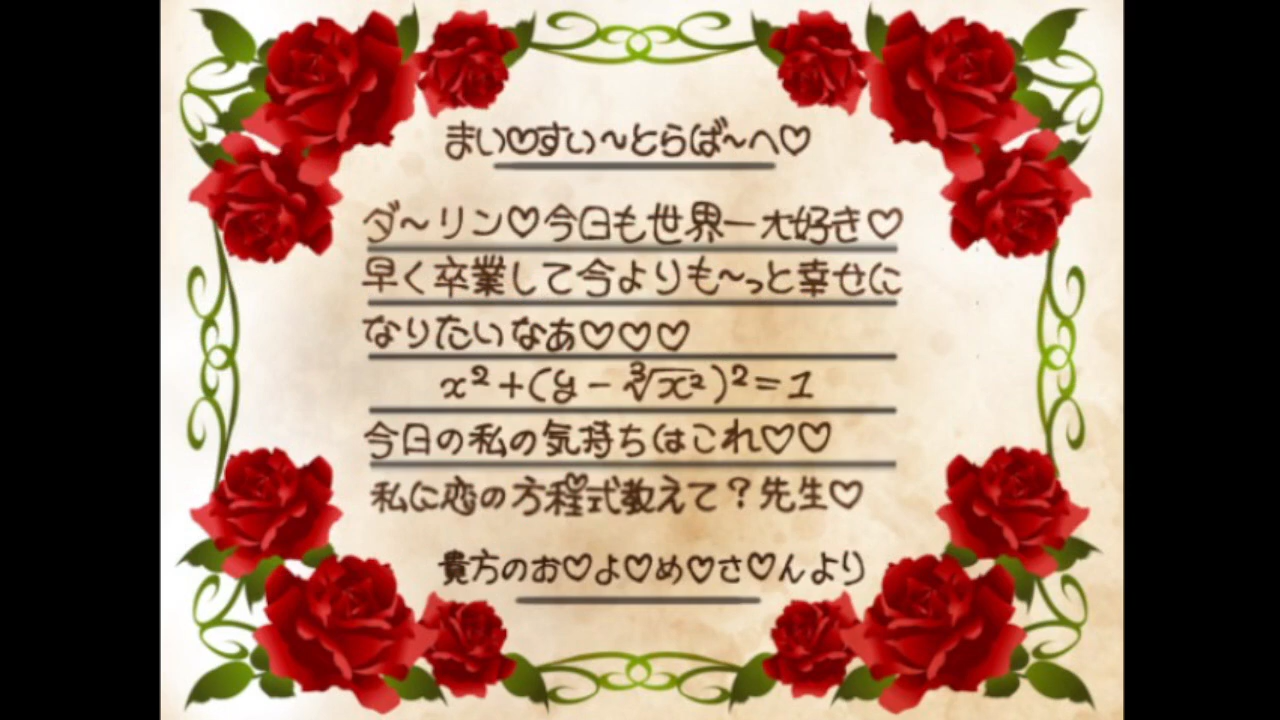 まい♡すい～とらば～へ♡
ダ～リン♡今日も世界一大好き♡
早く卒業して今よりも～っと幸せに
なりたいなあ♡♡♡
x²+(y-∛x²)²=1
今日の私の気持ちはこれ♡♡
私に恋の方程式教えて？先生♡
貴方のお♡よ♡め♡さ♡んより